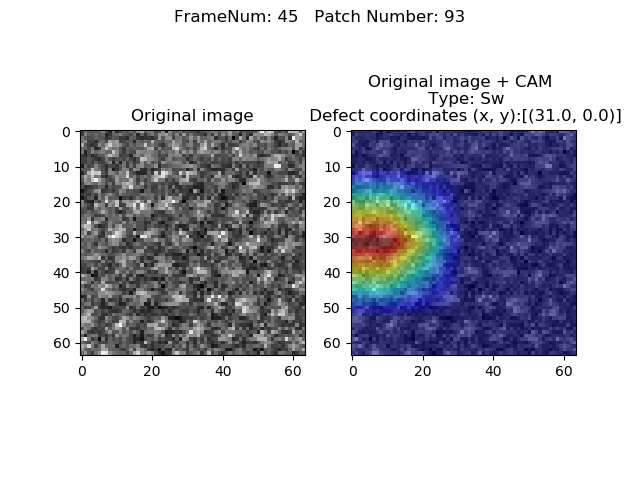 FrameNum: 45   Patch Number: 93
Original image
Original image + CAM
Type: Sw
Defect coordinates (x, y):[(31.0, 0.0)]
0
10
20
30
40
50
60
0 20 40 60
0
10
20
30
40
50
60
0 20 40 60